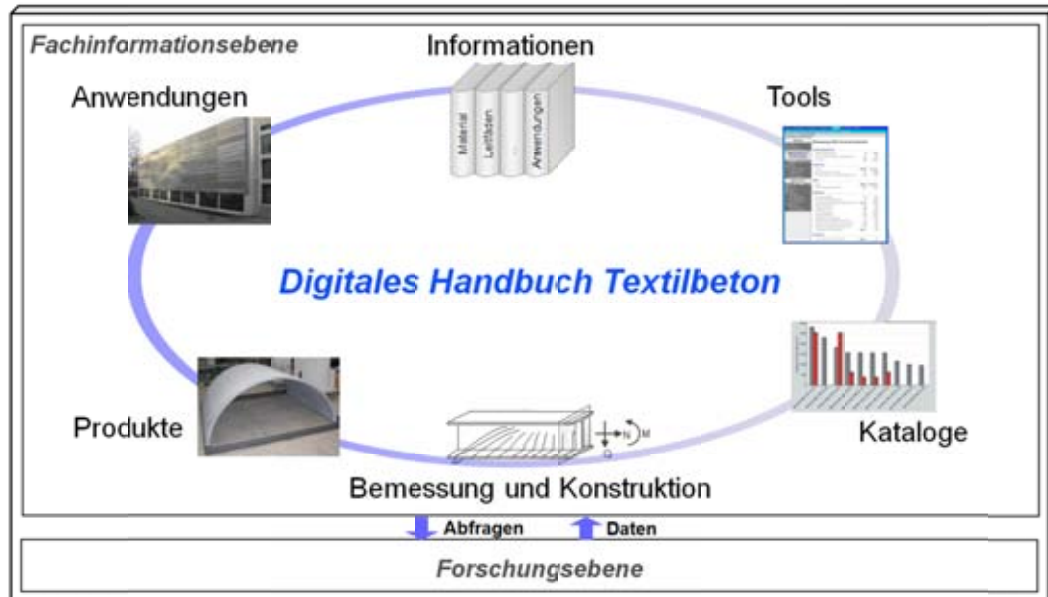 Fachinformationsebene
Informationen
Anwendungen
Tools
Material
Leitfäden
...
Anwendungen
Digitales Handbuch Textilbeton
Produkte
N M
Q
Kataloge
Bemessung und Konstruktion
Abfragen Daten
Forschungsebene